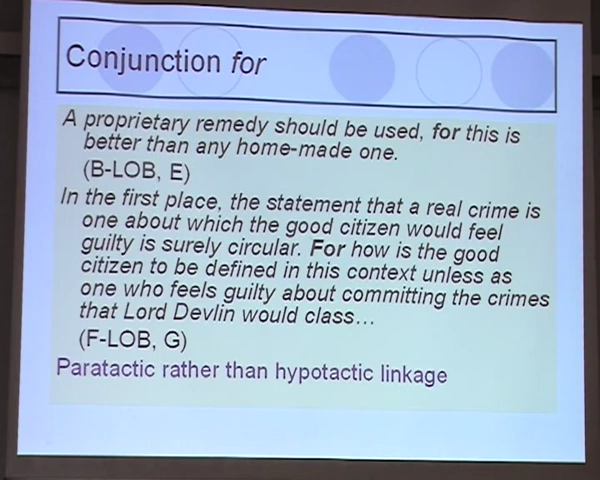 Conjunction for
A proprietary remedy should be used, for this is
better than any home-made one.
(B-LOB, E)
In the first place, the statement that a real crime is
one about which the good citizen would feel
guilty is surely circular. For how is the good
citizen to be defined in this context unless as
one who feels guilty about committing the crimes
that Lord Devlin would class…
(F-LOB, G)
Paratactic rather than hypotactic linkage